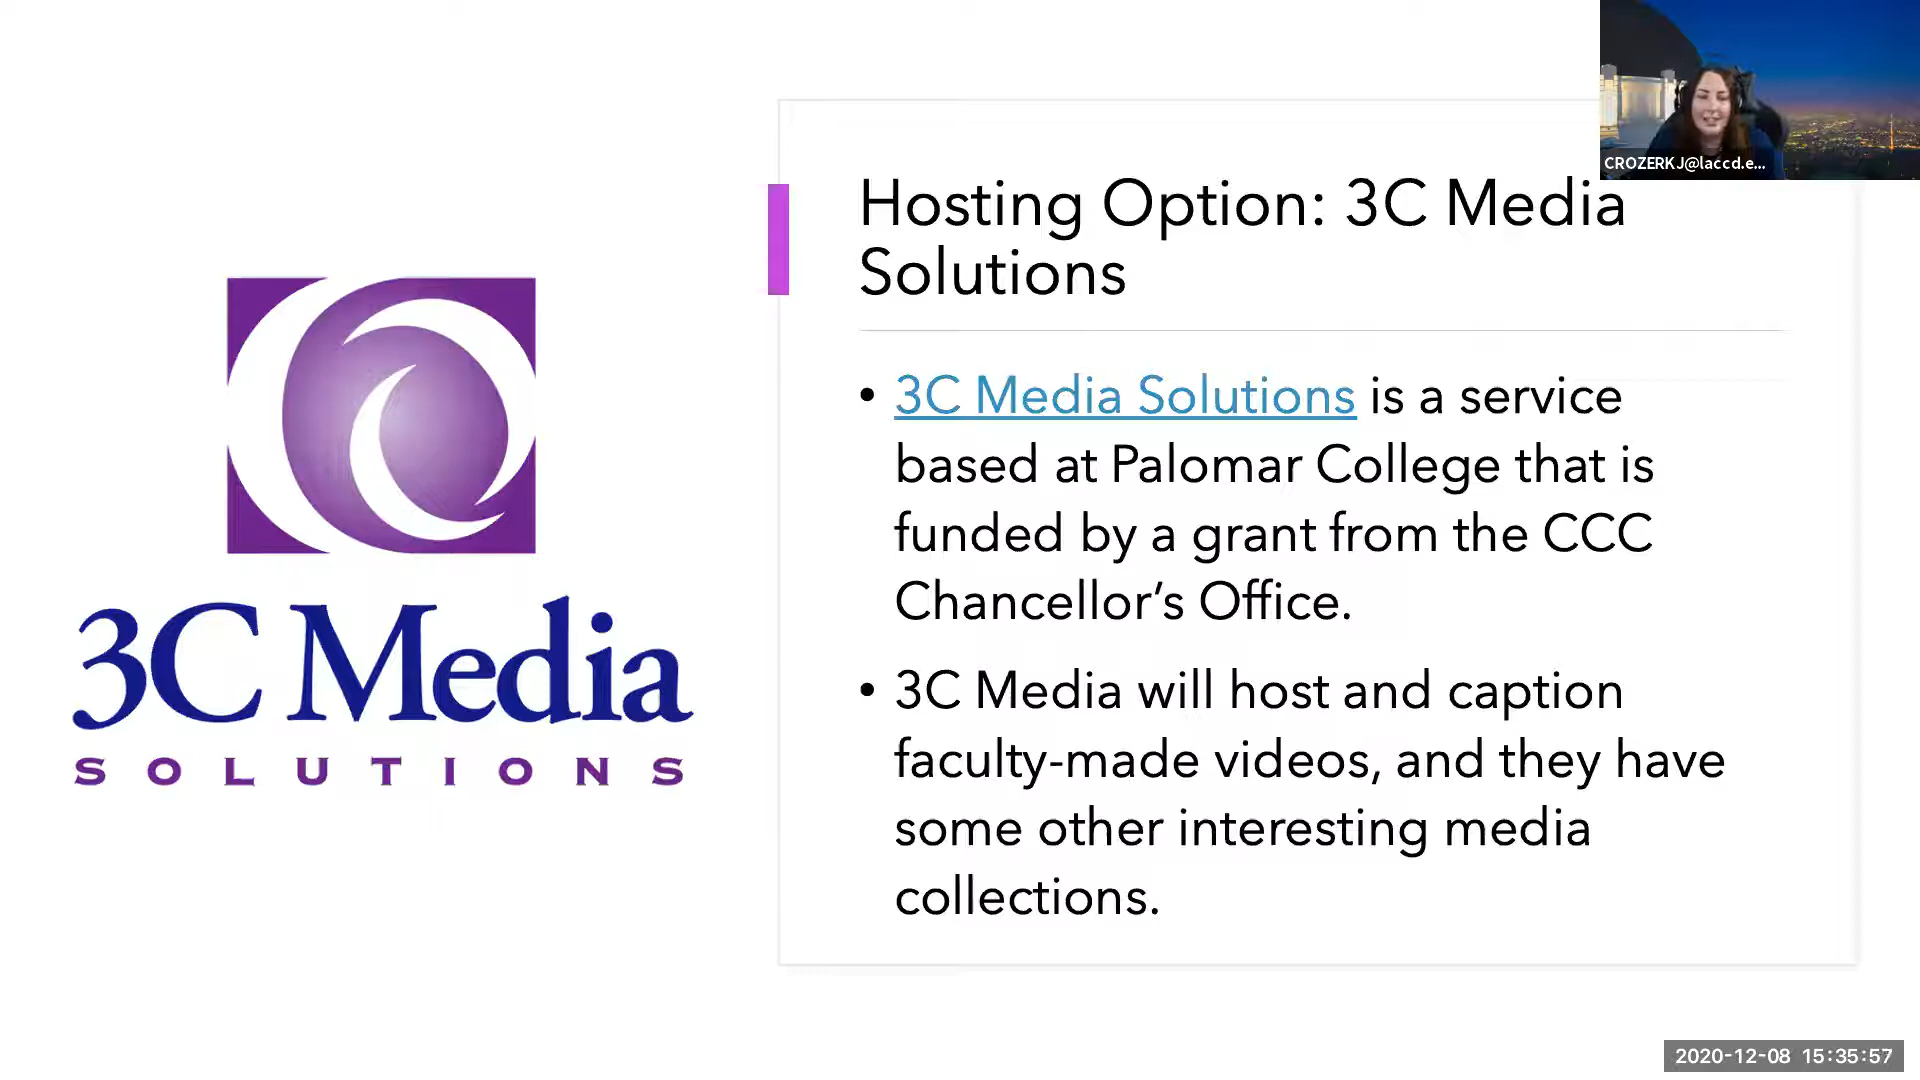 CROZERKJ@laccd.e...
Hosting Option: 3C Media
Solutions
• 3C Media Solutions is a service
based at Palomar College that is
funded by a grant from the CCC
Chancellor’s Office.
• 3C Media will host and caption
faculty-made videos, and they have
some other interesting media
collections.
3C Media
SOLUTIONS
2020-12-08 15:35:57